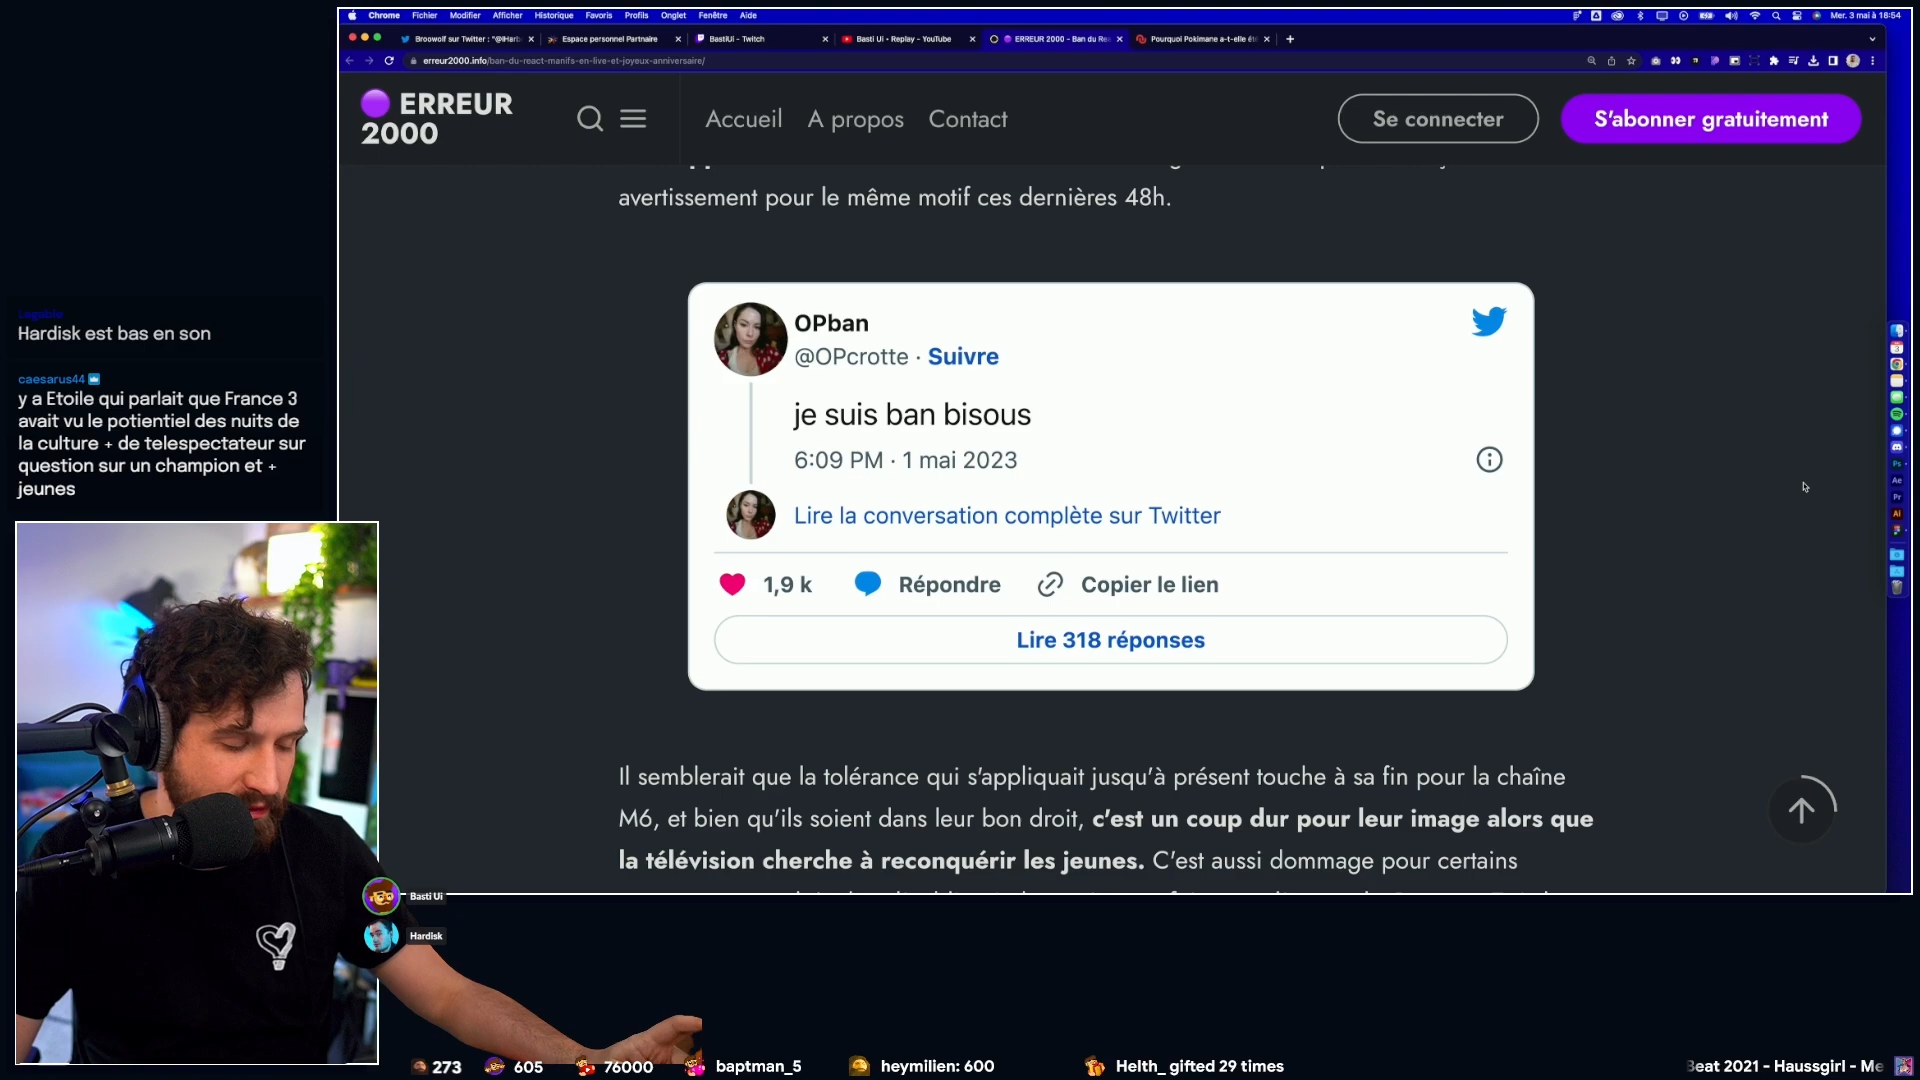 Chrome Fichier Modifier Afficher Historique Favoris Profils Onglet Fenêtre Aide
Mer. 3 mai à 18:54
Broowolf sur Twitter : "@Harb
Espace personnel Partnaire
BastiUi - Twitch
Basti Ui • Replay - YouTube
ERREUR 2000 - Ban du Re
Pourquoi Pokimane a-t-elle ét
erreur2000.info/ban-du-react-manifs-en-live-et-joyeux-anniversaire/
ERREUR
2000
Accueil A propos Contact
Se connecter
S'abonner gratuitement
avertissement pour le même motif ces dernières 48h.
OPban
@OPcrotte · Suivre
je suis ban bisous
6:09 PM · 1 mai 2023
Lire la conversation complète sur Twitter
1,9 k Répondre Copier le lien
Lire 318 réponses
Il semblerait que la tolérance qui s'appliquait jusqu'à présent touche à sa fin pour la chaîne
M6, et bien qu'ils soient dans leur bon droit, c'est un coup dur pour leur image alors que
la télévision cherche à reconquérir les jeunes. C'est aussi dommage pour certains
Hardisk est bas en son
caesarus44
y a Etoile qui parlait que France 3
avait vu le potientiel des nuits de
la culture + de telespectateur sur
question sur un champion et +
jeunes
Basti Ui
Hardisk
Ps
Ae
Pr
Ai
273
605
76000
baptman_5
heymilien: 600
Helth_ gifted 29 times
Beat 2021 - Haussgirl - Me